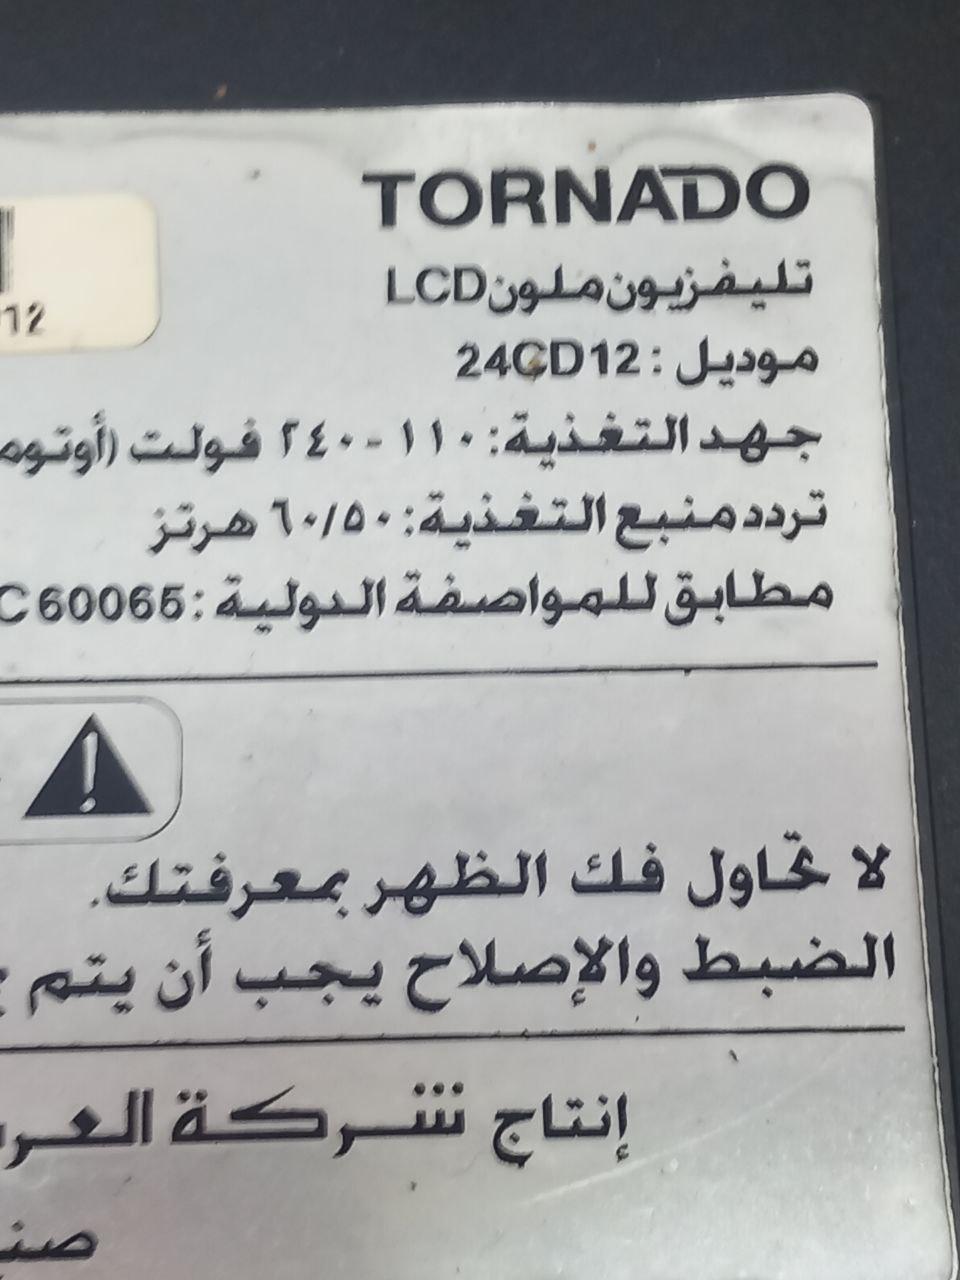 TORNADO
تليفزيون ملون LCD
موديل : 24CD12
12
جهد التغذية: ١١٠ - ٢٤٠ فولت
تردد منبع التغذية: ٦٠/٥٠ هرتز
مطابق للمواصفة الدولية : C 60065
لا تحاول فك الظهر بمعرفتك.
الضبط والإصلاح يجب أن يتم
إنتاج شركة